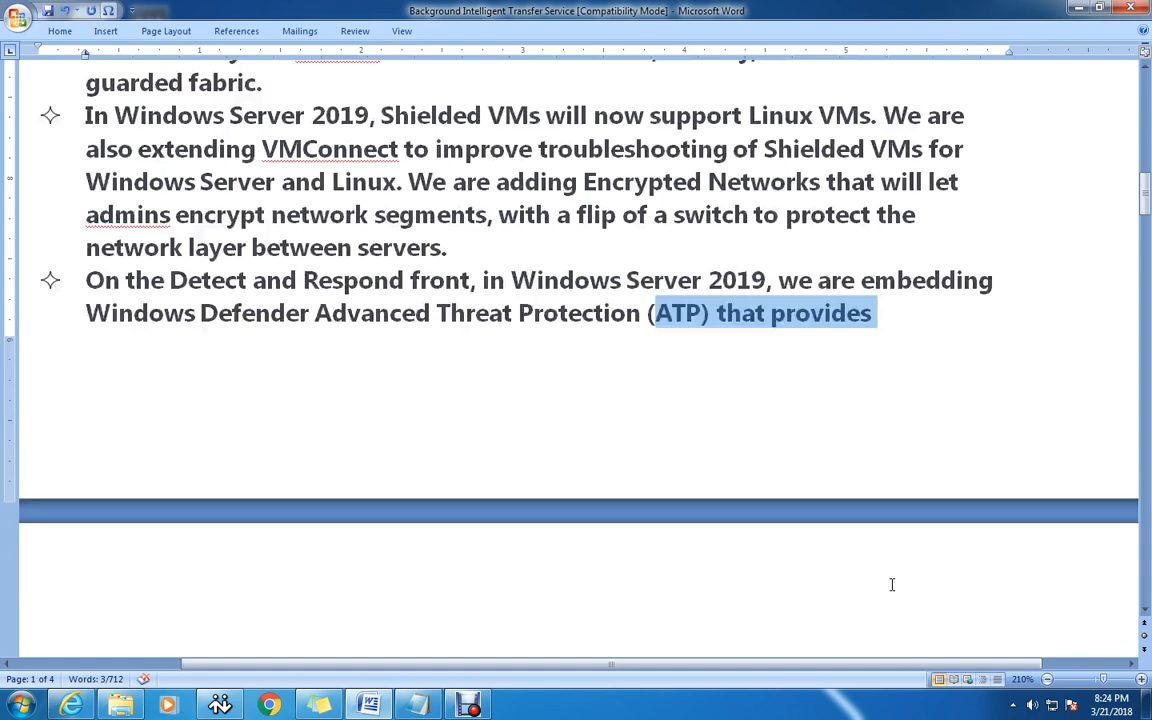 Background Intelligent Transfer Service [Compatibility Mode] - Microsoft Word
Home Insert Page Layout References Mailings Review View
1 2 3 4 5
guarded fabric.
In Windows Server 2019, Shielded VMs will now support Linux VMs. We are
also extending VMConnect to improve troubleshooting of Shielded VMs for
Windows Server and Linux. We are adding Encrypted Networks that will let
admins encrypt network segments, with a flip of a switch to protect the
network layer between servers.
On the Detect and Respond front, in Windows Server 2019, we are embedding
Windows Defender Advanced Threat Protection (ATP) that provides
Page: 1 of 4 Words: 3/712 210%
8:24 PM
3/21/2018